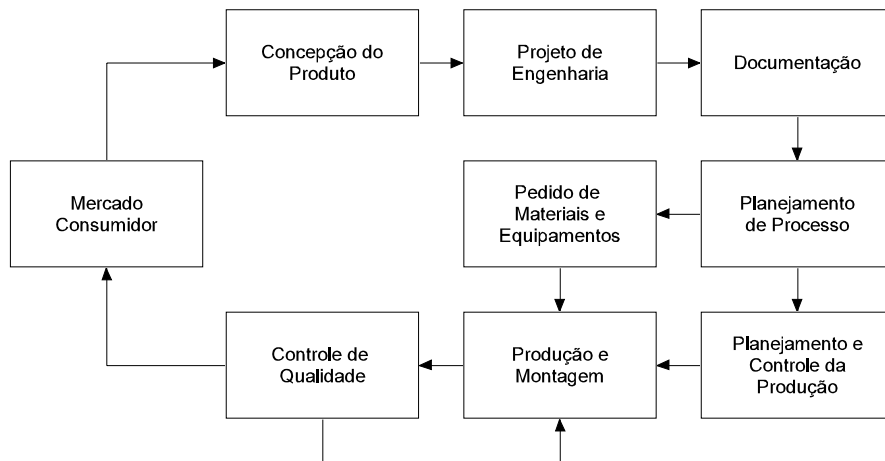 Concepção do
Produto
Projeto de
Engenharia
Documentação
Mercado
Consumidor
Pedido de
Materiais e
Equipamentos
Planejamento
de Processo
Controle de
Qualidade
Produção e
Montagem
Planejamento e
Controle da
Produção